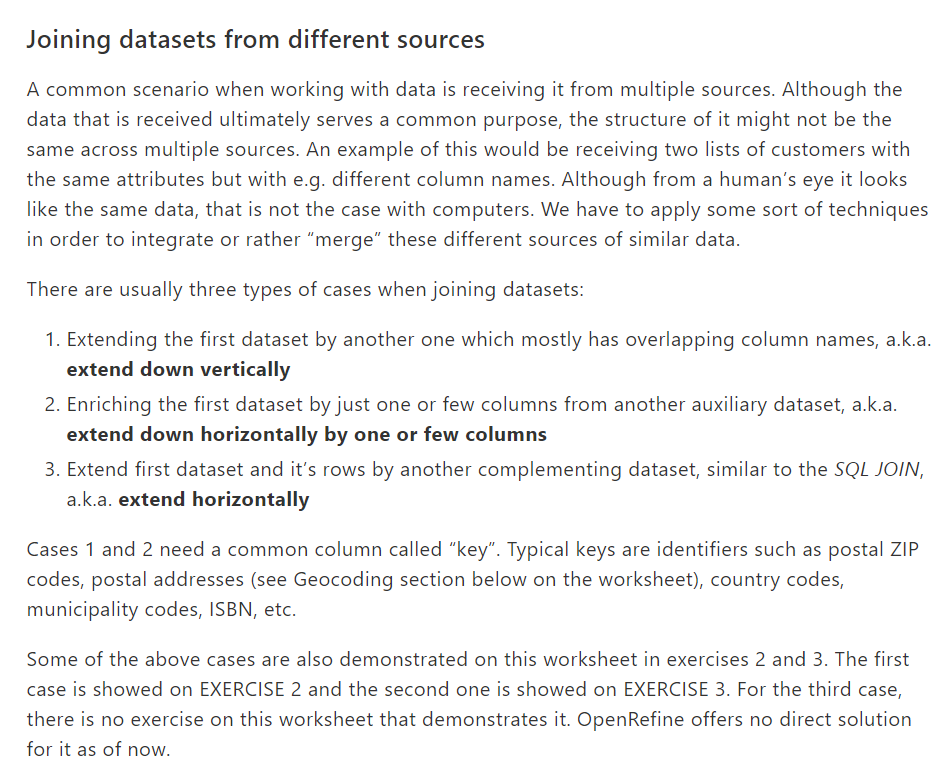 Joining datasets from different sources
A common scenario when working with data is receiving it from multiple sources. Although the
data that is received ultimately serves a common purpose, the structure of it might not be the
same across multiple sources. An example of this would be receiving two lists of customers with
the same attributes but with e.g. different column names. Although from a human’s eye it looks
like the same data, that is not the case with computers. We have to apply some sort of techniques
in order to integrate or rather “merge” these different sources of similar data.
There are usually three types of cases when joining datasets:
1. Extending the first dataset by another one which mostly has overlapping column names, a.k.a.
extend down vertically
2. Enriching the first dataset by just one or few columns from another auxiliary dataset, a.k.a.
extend down horizontally by one or few columns
3. Extend first dataset and it’s rows by another complementing dataset, similar to the SQL JOIN,
a.k.a. extend horizontally
Cases 1 and 2 need a common column called “key”. Typical keys are identifiers such as postal ZIP
codes, postal addresses (see Geocoding section below on the worksheet), country codes,
municipality codes, ISBN, etc.
Some of the above cases are also demonstrated on this worksheet in exercises 2 and 3. The first
case is showed on EXERCISE 2 and the second one is showed on EXERCISE 3. For the third case,
there is no exercise on this worksheet that demonstrates it. OpenRefine offers no direct solution
for it as of now.